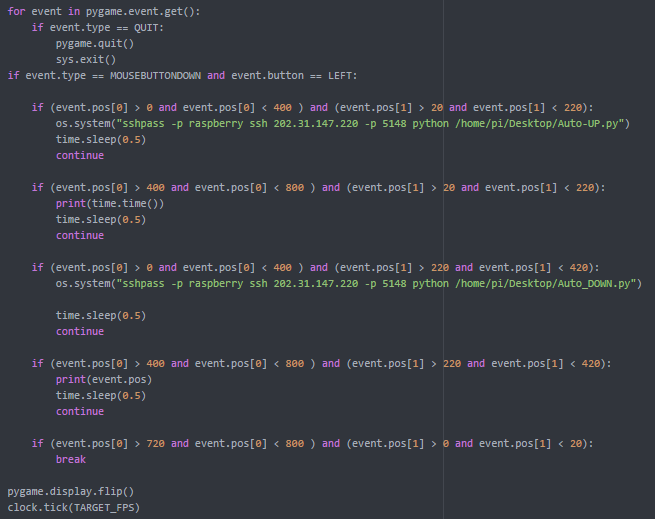 for event in pygame.event.get():
    if event.type == QUIT:
        pygame.quit()
        sys.exit()
if event.type == MOUSEBUTTONDOWN and event.button == LEFT:
    if (event.pos[0] > 0 and event.pos[0] < 400 ) and (event.pos[1] > 20 and event.pos[1] < 220):
        os.system("sshpass -p raspberry ssh 202.31.147.220 -p 5148 python /home/pi/Desktop/Auto-UP.py")
        time.sleep(0.5)
        continue
    if (event.pos[0] > 400 and event.pos[0] < 800 ) and (event.pos[1] > 20 and event.pos[1] < 220):
        print(time.time())
        time.sleep(0.5)
        continue
    if (event.pos[0] > 0 and event.pos[0] < 400 ) and (event.pos[1] > 220 and event.pos[1] < 420):
        os.system("sshpass -p raspberry ssh 202.31.147.220 -p 5148 python /home/pi/Desktop/Auto_DOWN.py")
        time.sleep(0.5)
        continue
    if (event.pos[0] > 400 and event.pos[0] < 800 ) and (event.pos[1] > 220 and event.pos[1] < 420):
        print(event.pos)
        time.sleep(0.5)
        continue
    if (event.pos[0] > 720 and event.pos[0] < 800 ) and (event.pos[1] > 0 and event.pos[1] < 20):
        break
pygame.display.flip()
clock.tick(TARGET_FPS)